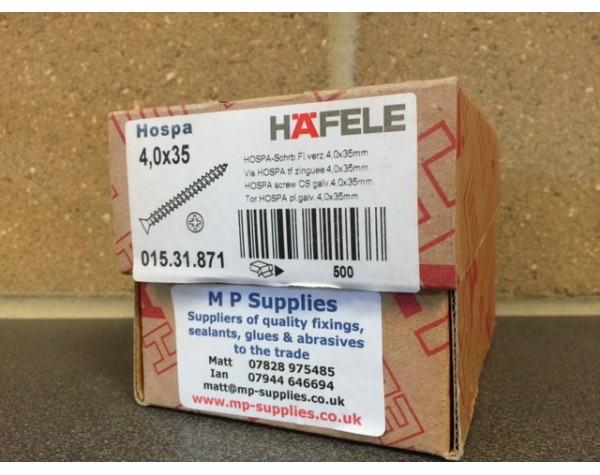 Hospa
HÄFELE
4,0x35
HOSPA-Schrb.Fl.verz.4,0x35mm
Vis HOSPA tf zinguee.4,0x35mm
HOSPA screw CS galv.4,0x35mm
Tor HOSPA pl.galv. 4,0x35mm
015.31.871
500
M P Supplies
Suppliers of quality fixings,
sealants, glues & abrasives
to the trade
Matt 07828 975485
Ian 07944 646694
matt@mp-supplies.co.uk
www.mp-supplies.co.uk